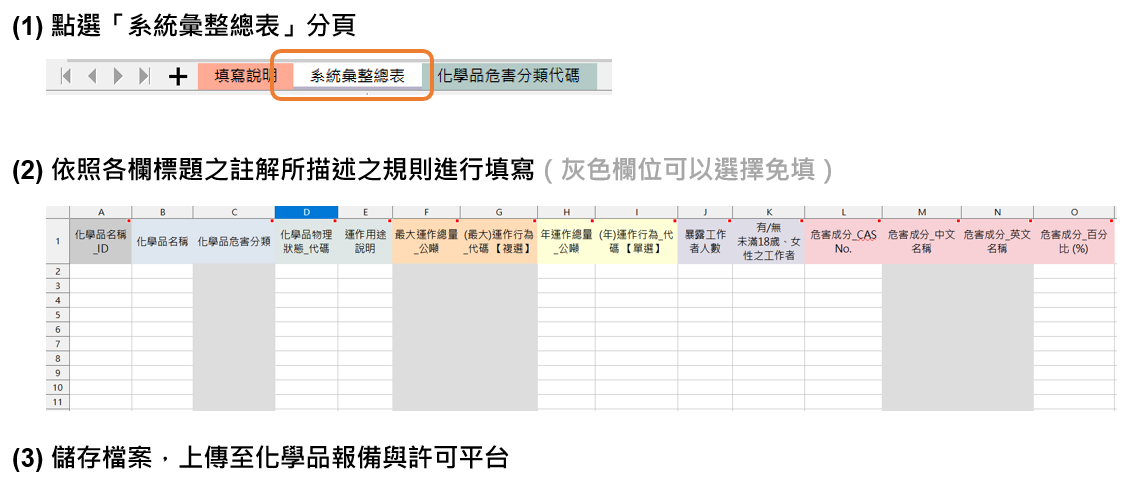 (1) 點選「系統彙整總表」分頁
填寫說明 系統彙整總表 化學品危害分類代碼
(2) 依照各欄標題之註解所描述之規則進行填寫（灰色欄位可以選擇免填）
A B C D E F G H I J K L M N O
1
化學品名稱
_ID
化學品名稱
化學品危害分類
化學品物理
狀態_代碼
運作用途
說明
最大運作總量
_公噸
(最大)運作行為
_代碼【複選】
年運作總量
_公噸
(年)運作行為_代
碼【單選】
暴露工作
者人數
有/無
未滿18歲、女
性之工作者
危害成分_CAS
No.
危害成分_中文
名稱
危害成分_英文
名稱
危害成分_百分
比 (%)
2
3
4
5
6
7
8
9
10
11
(3) 儲存檔案，上傳至化學品報備與許可平台